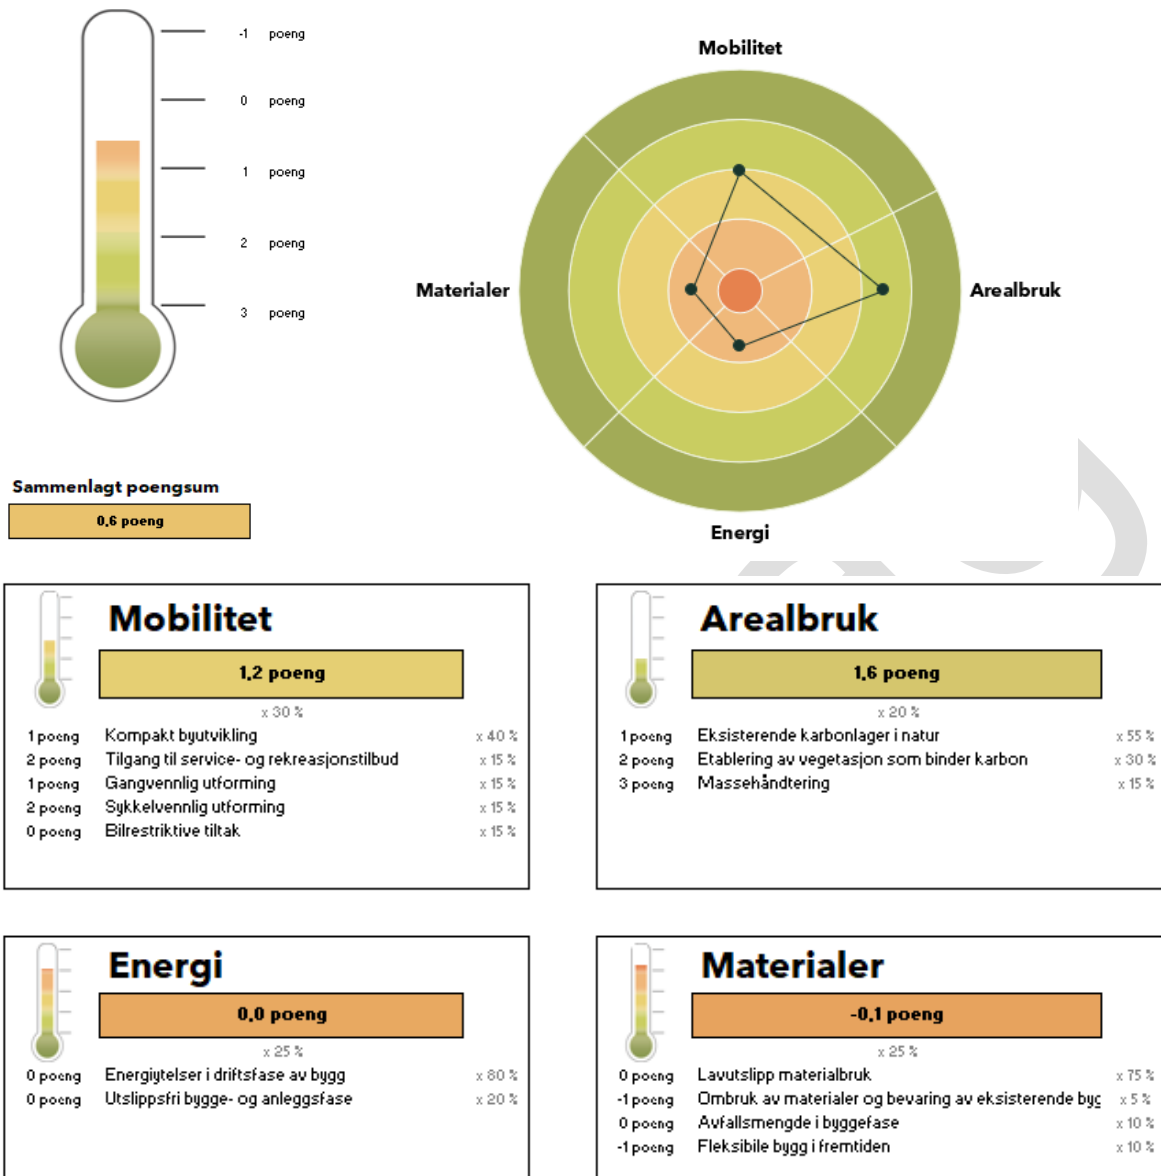 -1 poeng
0 poeng
1 poeng
2 poeng
3 poeng
Sammenlagt poengsum
0,6 poeng
Mobilitet
Materialer
Arealbruk
Energi
Mobilitet
1,2 poeng
x 30 %
1 poeng Kompakt byutvikling x 40 %
2 poeng Tilgang til service- og rekreasjonstilbud x 15 %
1 poeng Gangvennlig utforming x 15 %
2 poeng Sykkelvennlig utforming x 15 %
0 poeng Bilrestriktive tiltak x 15 %
Arealbruk
1,6 poeng
x 20 %
1 poeng Eksisterende karbonlager i natur x 55 %
2 poeng Etablering av vegetasjon som binder karbon x 30 %
3 poeng Massehåndtering x 15 %
Energi
0,0 poeng
x 25 %
0 poeng Energiytelser i driftsfase av bygg x 80 %
0 poeng Utslippsfri bygge- og anleggsfase x 20 %
Materialer
-0,1 poeng
x 25 %
0 poeng Lavutslipp materialbruk x 75 %
-1 poeng Ombruk av materialer og bevaring av eksisterende byg x 5 %
0 poeng Avfallsmengde i byggefase x 10 %
-1 poeng Fleksibile bygg i fremtiden x 10 %